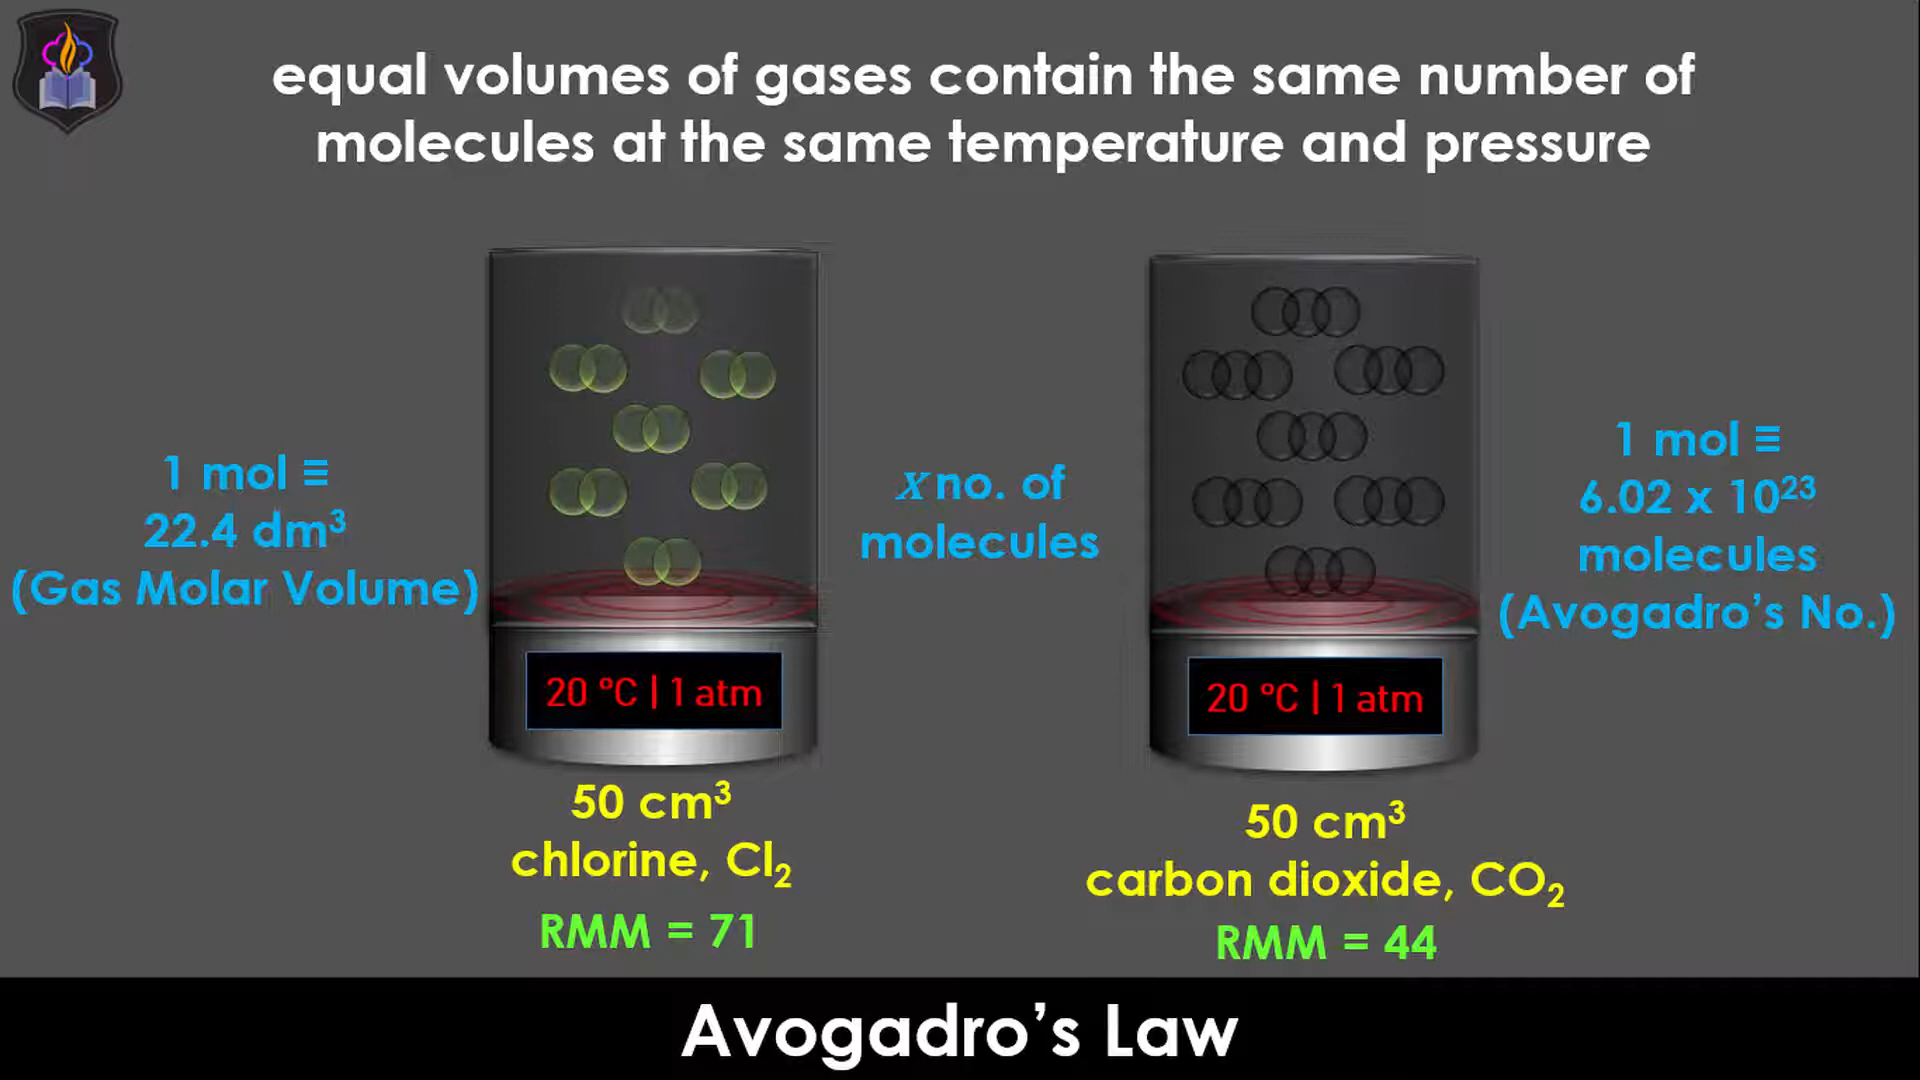 equal volumes of gases contain the same number of
molecules at the same temperature and pressure
1 mol ≡
22.4 dm³
(Gas Molar Volume)
x no. of
molecules
1 mol ≡
6.02 x 10²³
molecules
(Avogadro’s No.)
20 °C | 1 atm
20 °C | 1 atm
50 cm³
chlorine, Cl₂
RMM = 71
50 cm³
carbon dioxide, CO₂
RMM = 44
Avogadro’s Law